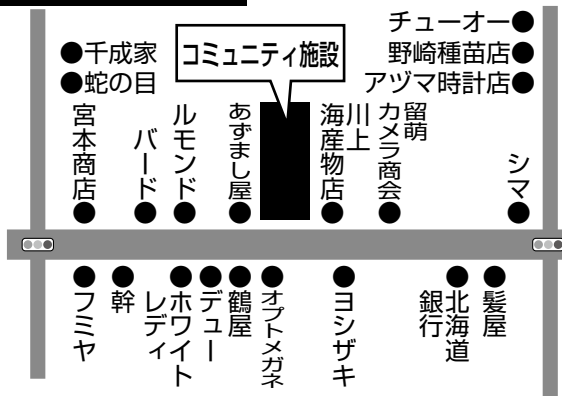 チューオー
千成家
コミュニティ施設
野崎種苗店
蛇の目
アヅマ時計店
宮本商店
バード
ルモンド
あずまし屋
川上
海産物店
留萌
カメラ商会
シマ
フミヤ
幹
ホワイト
レディ
デュー
鶴屋
オプトメガネ
ヨシザキ
北海道
銀行
髪屋